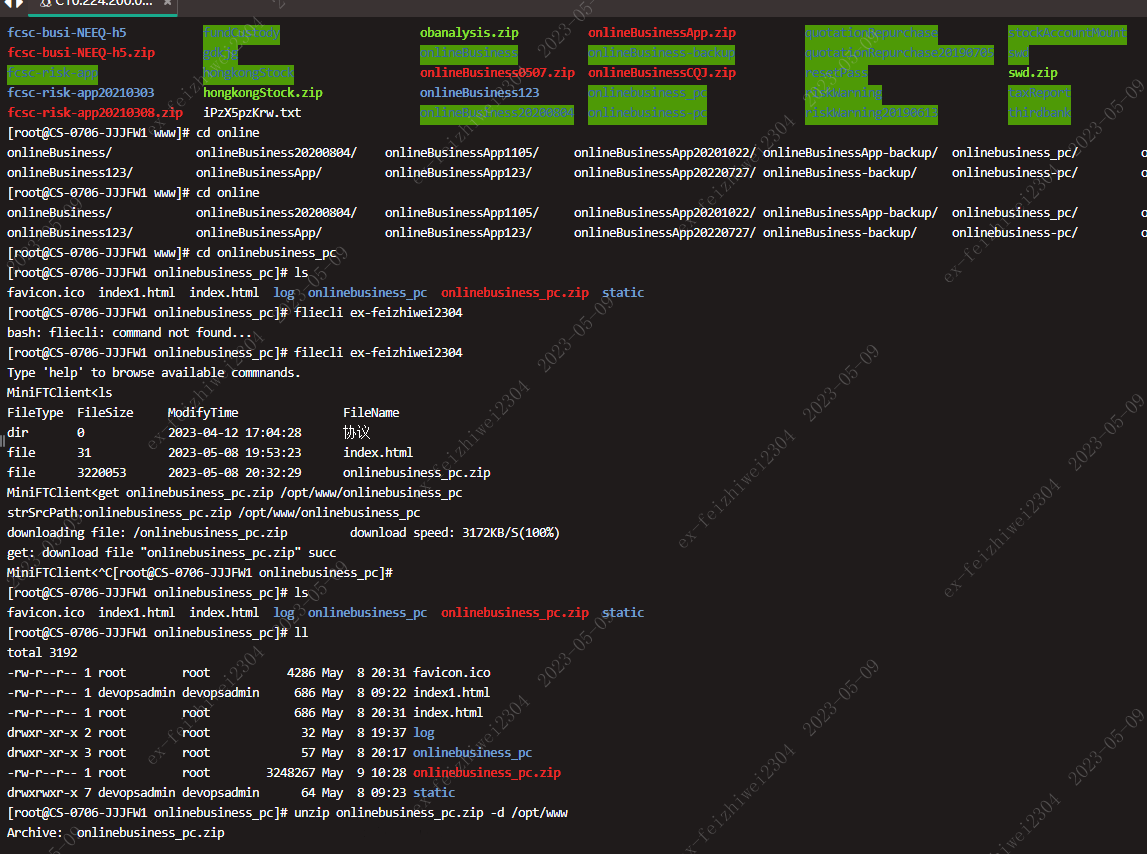 C10.224.200.0...
fcsc-busi-NEEQ-h5 fundCustody obanalysis.zip onlineBusinessApp.zip quotationRepurchase stockAccountMount
fcsc-busi-NEEQ-h5.zip gdkig onlineBusiness onlineBusiness-backup quotationRepurchase20190705 swd
fcsc-risk-app hongkongStock onlineBusiness0507.zip onlineBusinessCQJ.zip resetPass swd.zip
fcsc-risk-app20210303 hongkongStock.zip onlineBusiness123 onlinebusiness_pc riskwarning taxReport
fcsc-risk-app20210308.zip iPzX5pzKrw.txt onlineBusiness20200804 onlinebusiness-pc riskwarning20190613 thirdbank
[root@CS-0706-JJJFW1 www]# cd online
onlineBusiness/ onlineBusiness20200804/ onlineBusinessApp1105/ onlineBusinessApp20201022/ onlineBusinessApp-backup/ onlinebusiness_pc/ o
onlineBusiness123/ onlineBusinessApp/ onlineBusinessApp123/ onlineBusinessApp20220727/ onlineBusiness-backup/ onlinebusiness-pc/ o
[root@CS-0706-JJJFW1 www]# cd online
onlineBusiness/ onlineBusiness20200804/ onlineBusinessApp1105/ onlineBusinessApp20201022/ onlineBusinessApp-backup/ onlinebusiness_pc/ o
onlineBusiness123/ onlineBusinessApp/ onlineBusinessApp123/ onlineBusinessApp20220727/ onlineBusiness-backup/ onlinebusiness-pc/ o
[root@CS-0706-JJJFW1 www]# cd onlinebusiness_pc
[root@CS-0706-JJJFW1 onlinebusiness_pc]# ls
favicon.ico index1.html index.html log onlinebusiness_pc onlinebusiness_pc.zip static
[root@CS-0706-JJJFW1 onlinebusiness_pc]# fliecli ex-feizhiwei2304
bash: fliecli: command not found...
[root@CS-0706-JJJFW1 onlinebusiness_pc]# filecli ex-feizhiwei2304
Type 'help' to browse available commnands.
MiniFTClient<ls
FileType FileSize ModifyTime FileName
dir 0 2023-04-12 17:04:28 协议
file 31 2023-05-08 19:53:23 index.html
file 3220053 2023-05-08 20:32:29 onlinebusiness_pc.zip
MiniFTClient<get onlinebusiness_pc.zip /opt/www/onlinebusiness_pc
strSrcPath:onlinebusiness_pc.zip /opt/www/onlinebusiness_pc
downloading file: /onlinebusiness_pc.zip download speed: 3172KB/S(100%)
get: download file "onlinebusiness_pc.zip" succ
MiniFTClient<^C[root@CS-0706-JJJFW1 onlinebusiness_pc]#
[root@CS-0706-JJJFW1 onlinebusiness_pc]# ls
favicon.ico index1.html index.html log onlinebusiness_pc onlinebusiness_pc.zip static
[root@CS-0706-JJJFW1 onlinebusiness_pc]# ll
total 3192
-rw-r--r-- 1 root root 4286 May 8 20:31 favicon.ico
-rw-r--r-- 1 devopsadmin devopsadmin 686 May 8 09:22 index1.html
-rw-r--r-- 1 root root 686 May 8 20:31 index.html
drwxr-xr-x 2 root root 32 May 8 19:37 log
drwxr-xr-x 3 root root 57 May 8 20:17 onlinebusiness_pc
-rw-r--r-- 1 root root 3248267 May 9 10:28 onlinebusiness_pc.zip
drwxrwxr-x 7 devopsadmin devopsadmin 64 May 8 09:23 static
[root@CS-0706-JJJFW1 onlinebusiness_pc]# unzip onlinebusiness_pc.zip -d /opt/www
Archive: onlinebusiness_pc.zip
ex-feizhiwei2304 2023-05-09